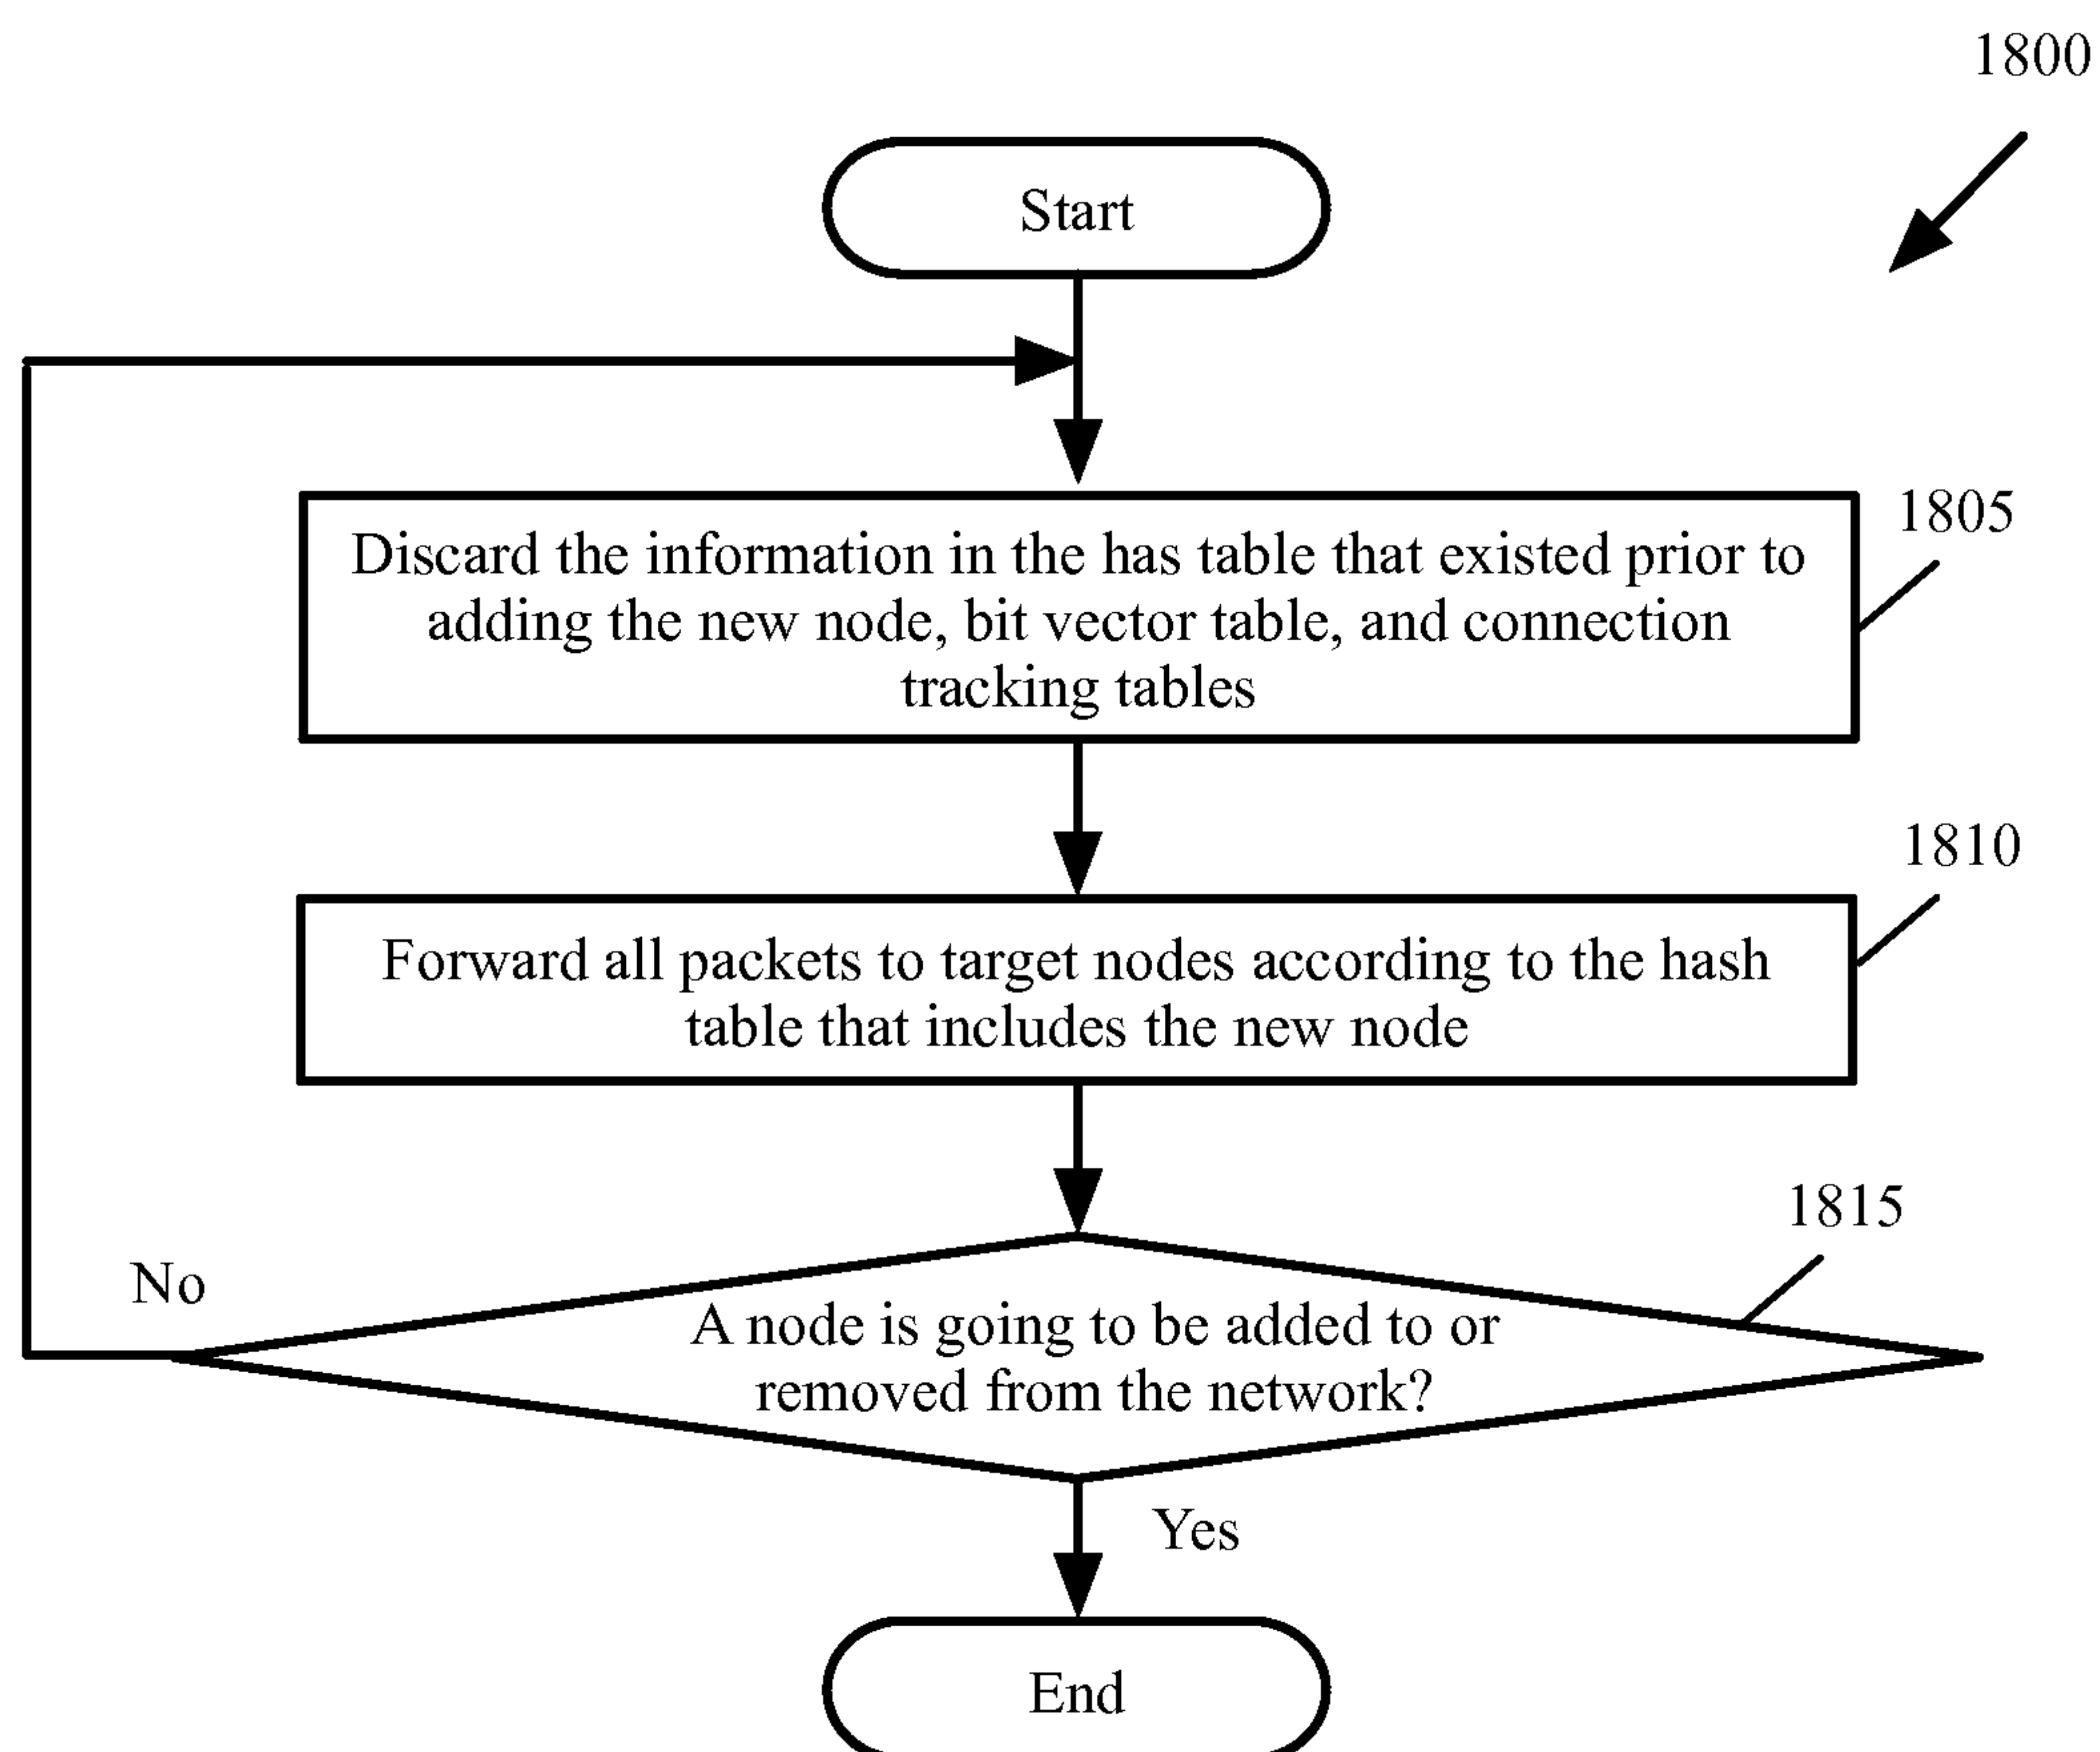 1800
Start
1805
Discard the information in the has table that existed prior to
adding the new node, bit vector table, and connection
tracking tables
1810
Forward all packets to target nodes according to the hash
table that includes the new node
1815
No
A node is going to be added to or
removed from the network?
Yes
End